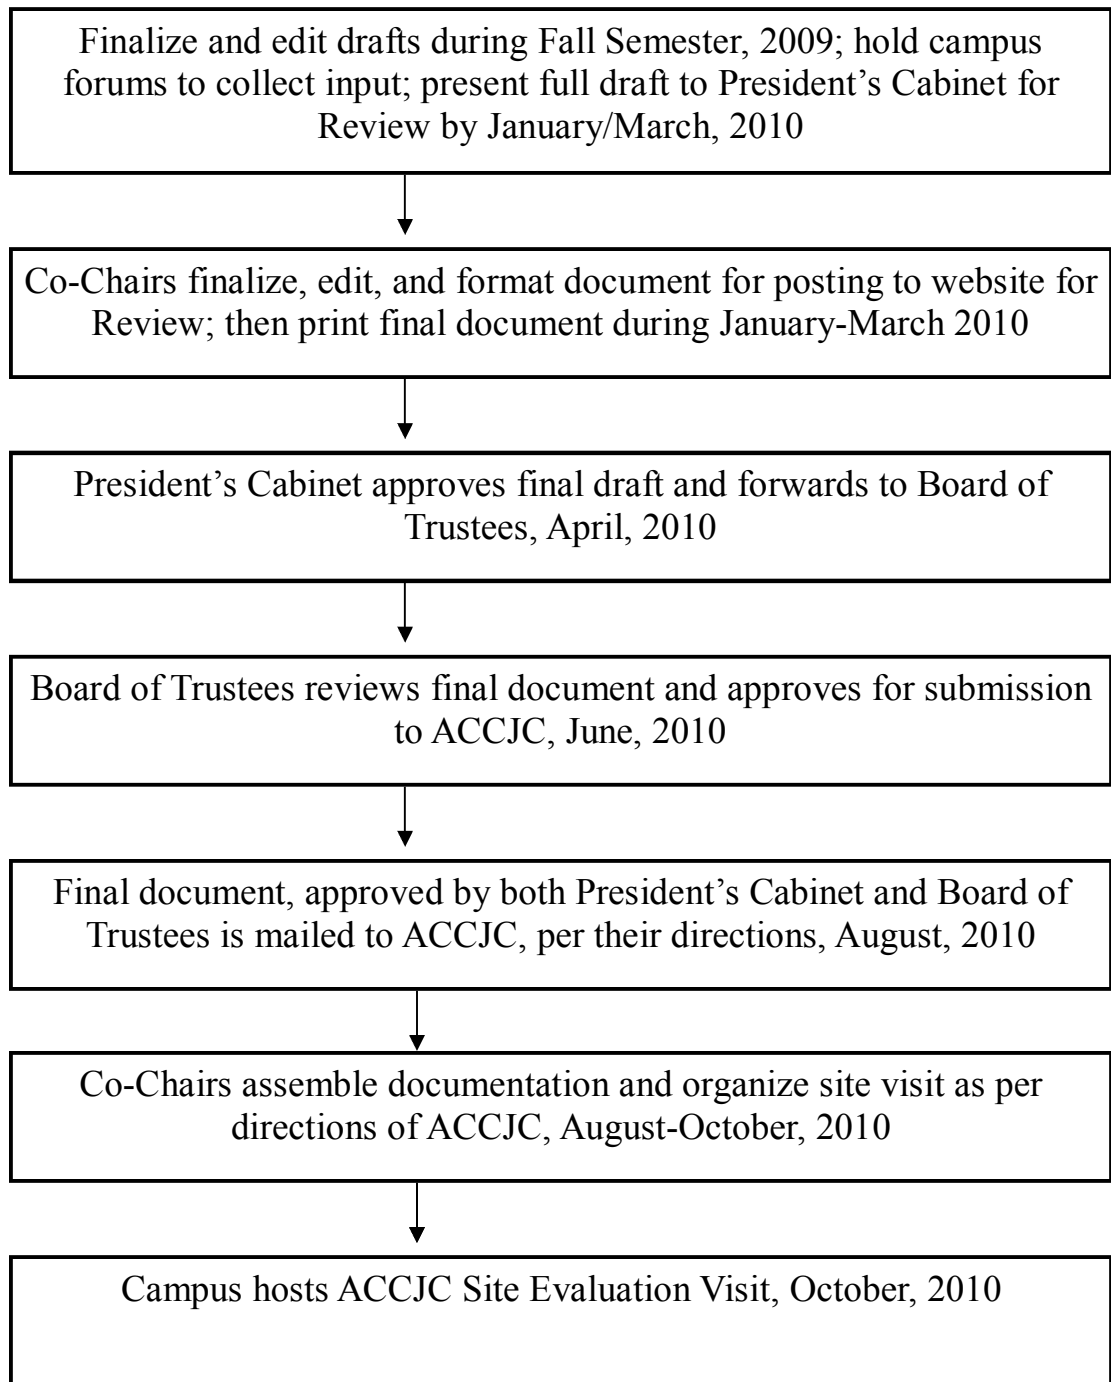 Finalize and edit drafts during Fall Semester, 2009; hold campus
forums to collect input; present full draft to President’s Cabinet for
Review by January/March, 2010
Co-Chairs finalize, edit, and format document for posting to website for
Review; then print final document during January-March 2010
President’s Cabinet approves final draft and forwards to Board of
Trustees, April, 2010
Board of Trustees reviews final document and approves for submission
to ACCJC, June, 2010
Final document, approved by both President’s Cabinet and Board of
Trustees is mailed to ACCJC, per their directions, August, 2010
Co-Chairs assemble documentation and organize site visit as per
directions of ACCJC, August-October, 2010
Campus hosts ACCJC Site Evaluation Visit, October, 2010